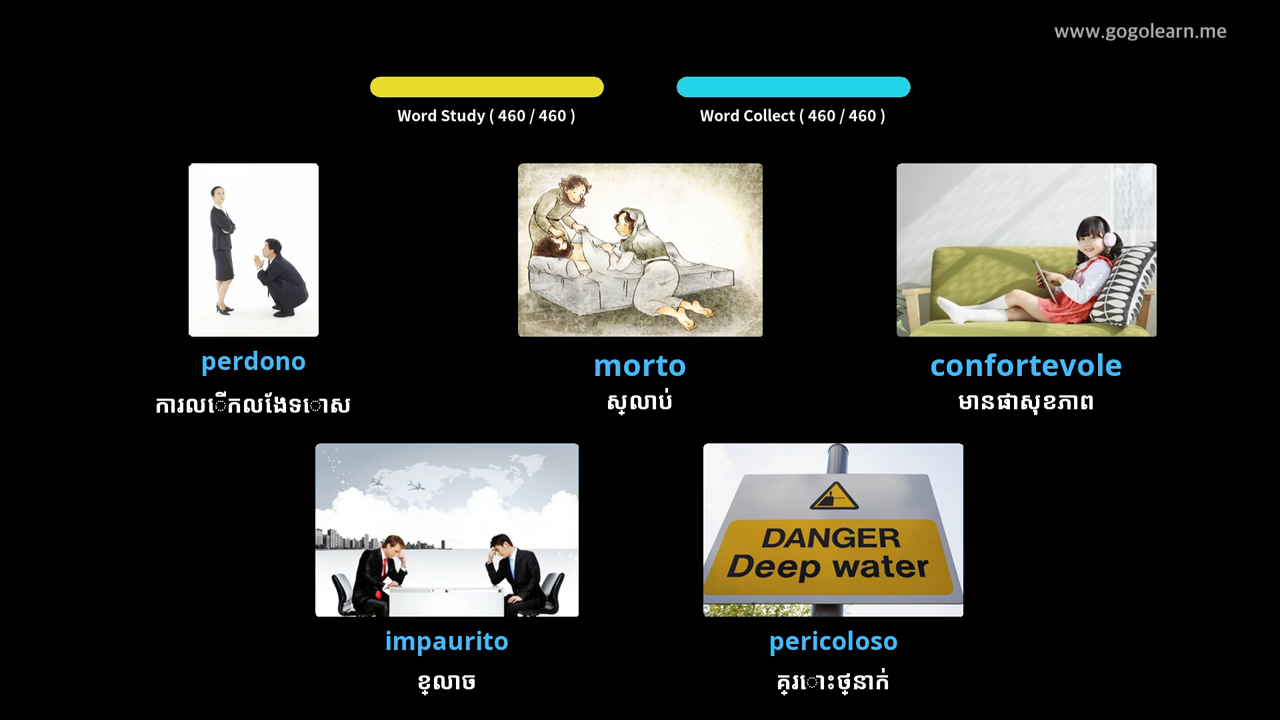 www.gogolearn.me
Word Study ( 460 / 460 )
Word Collect ( 460 / 460 )
perdono
ការលើកលងែទោស
morto
ស្លាប់
confortevole
មានផាសុខភាព
DANGER
Deep water
impaurito
ខ្លាច
pericoloso
គ្រោះថ្នាក់